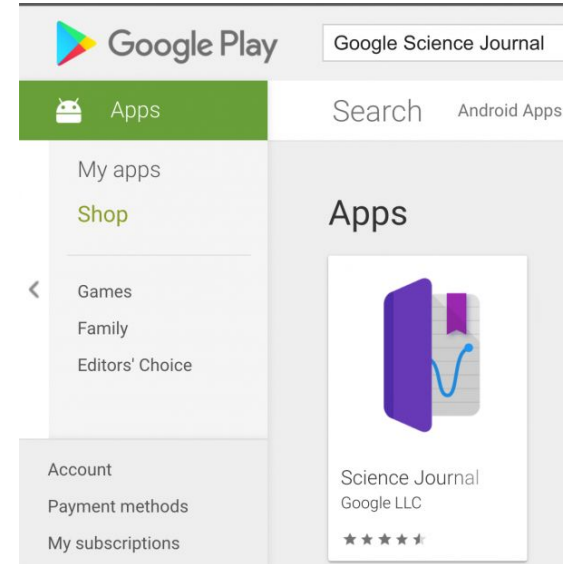 Google Play
Google Science Journal
Apps
Search
Android Apps
My apps
Shop
Apps
Games
Family
Editors' Choice
Account
Payment methods
My subscriptions
Science Journal
Google LLC